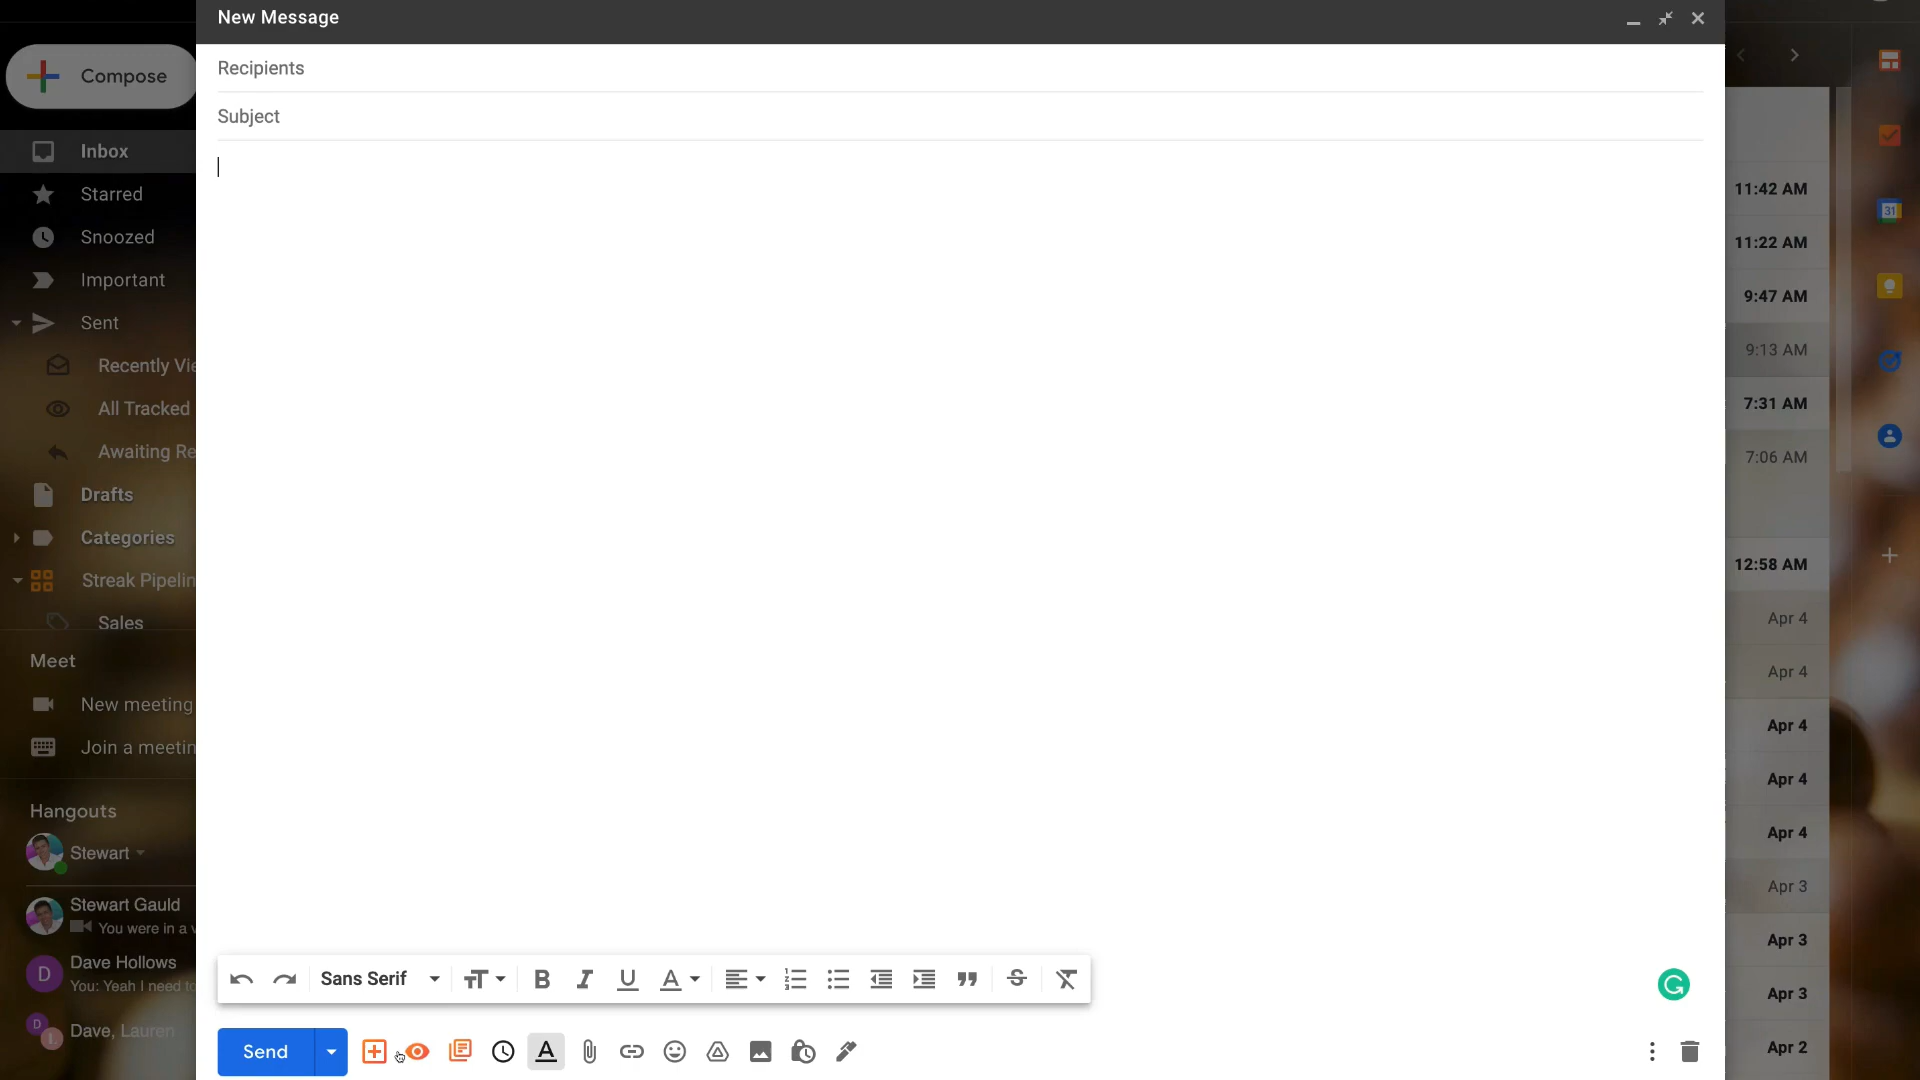 New Message
Compose
Recipients
Subject
Inbox
Starred
Snoozed
Important
Sent
Recently Vie
All Tracked
Awaiting Re
Drafts
Categories
Streak Pipelin
Sales
Meet
New meeting
Join a meetin
Hangouts
Stewart
Stewart Gauld
You were in a v
D
Dave Hollows
You: Yeah I need to
D
L
Dave, Lauren
11:42 AM
11:22 AM
9:47 AM
9:13 AM
7:31 AM
7:06 AM
12:58 AM
Apr 4
Apr 4
Apr 4
Apr 4
Apr 4
Apr 3
Apr 3
Apr 3
Apr 2
31
Sans Serif
Send